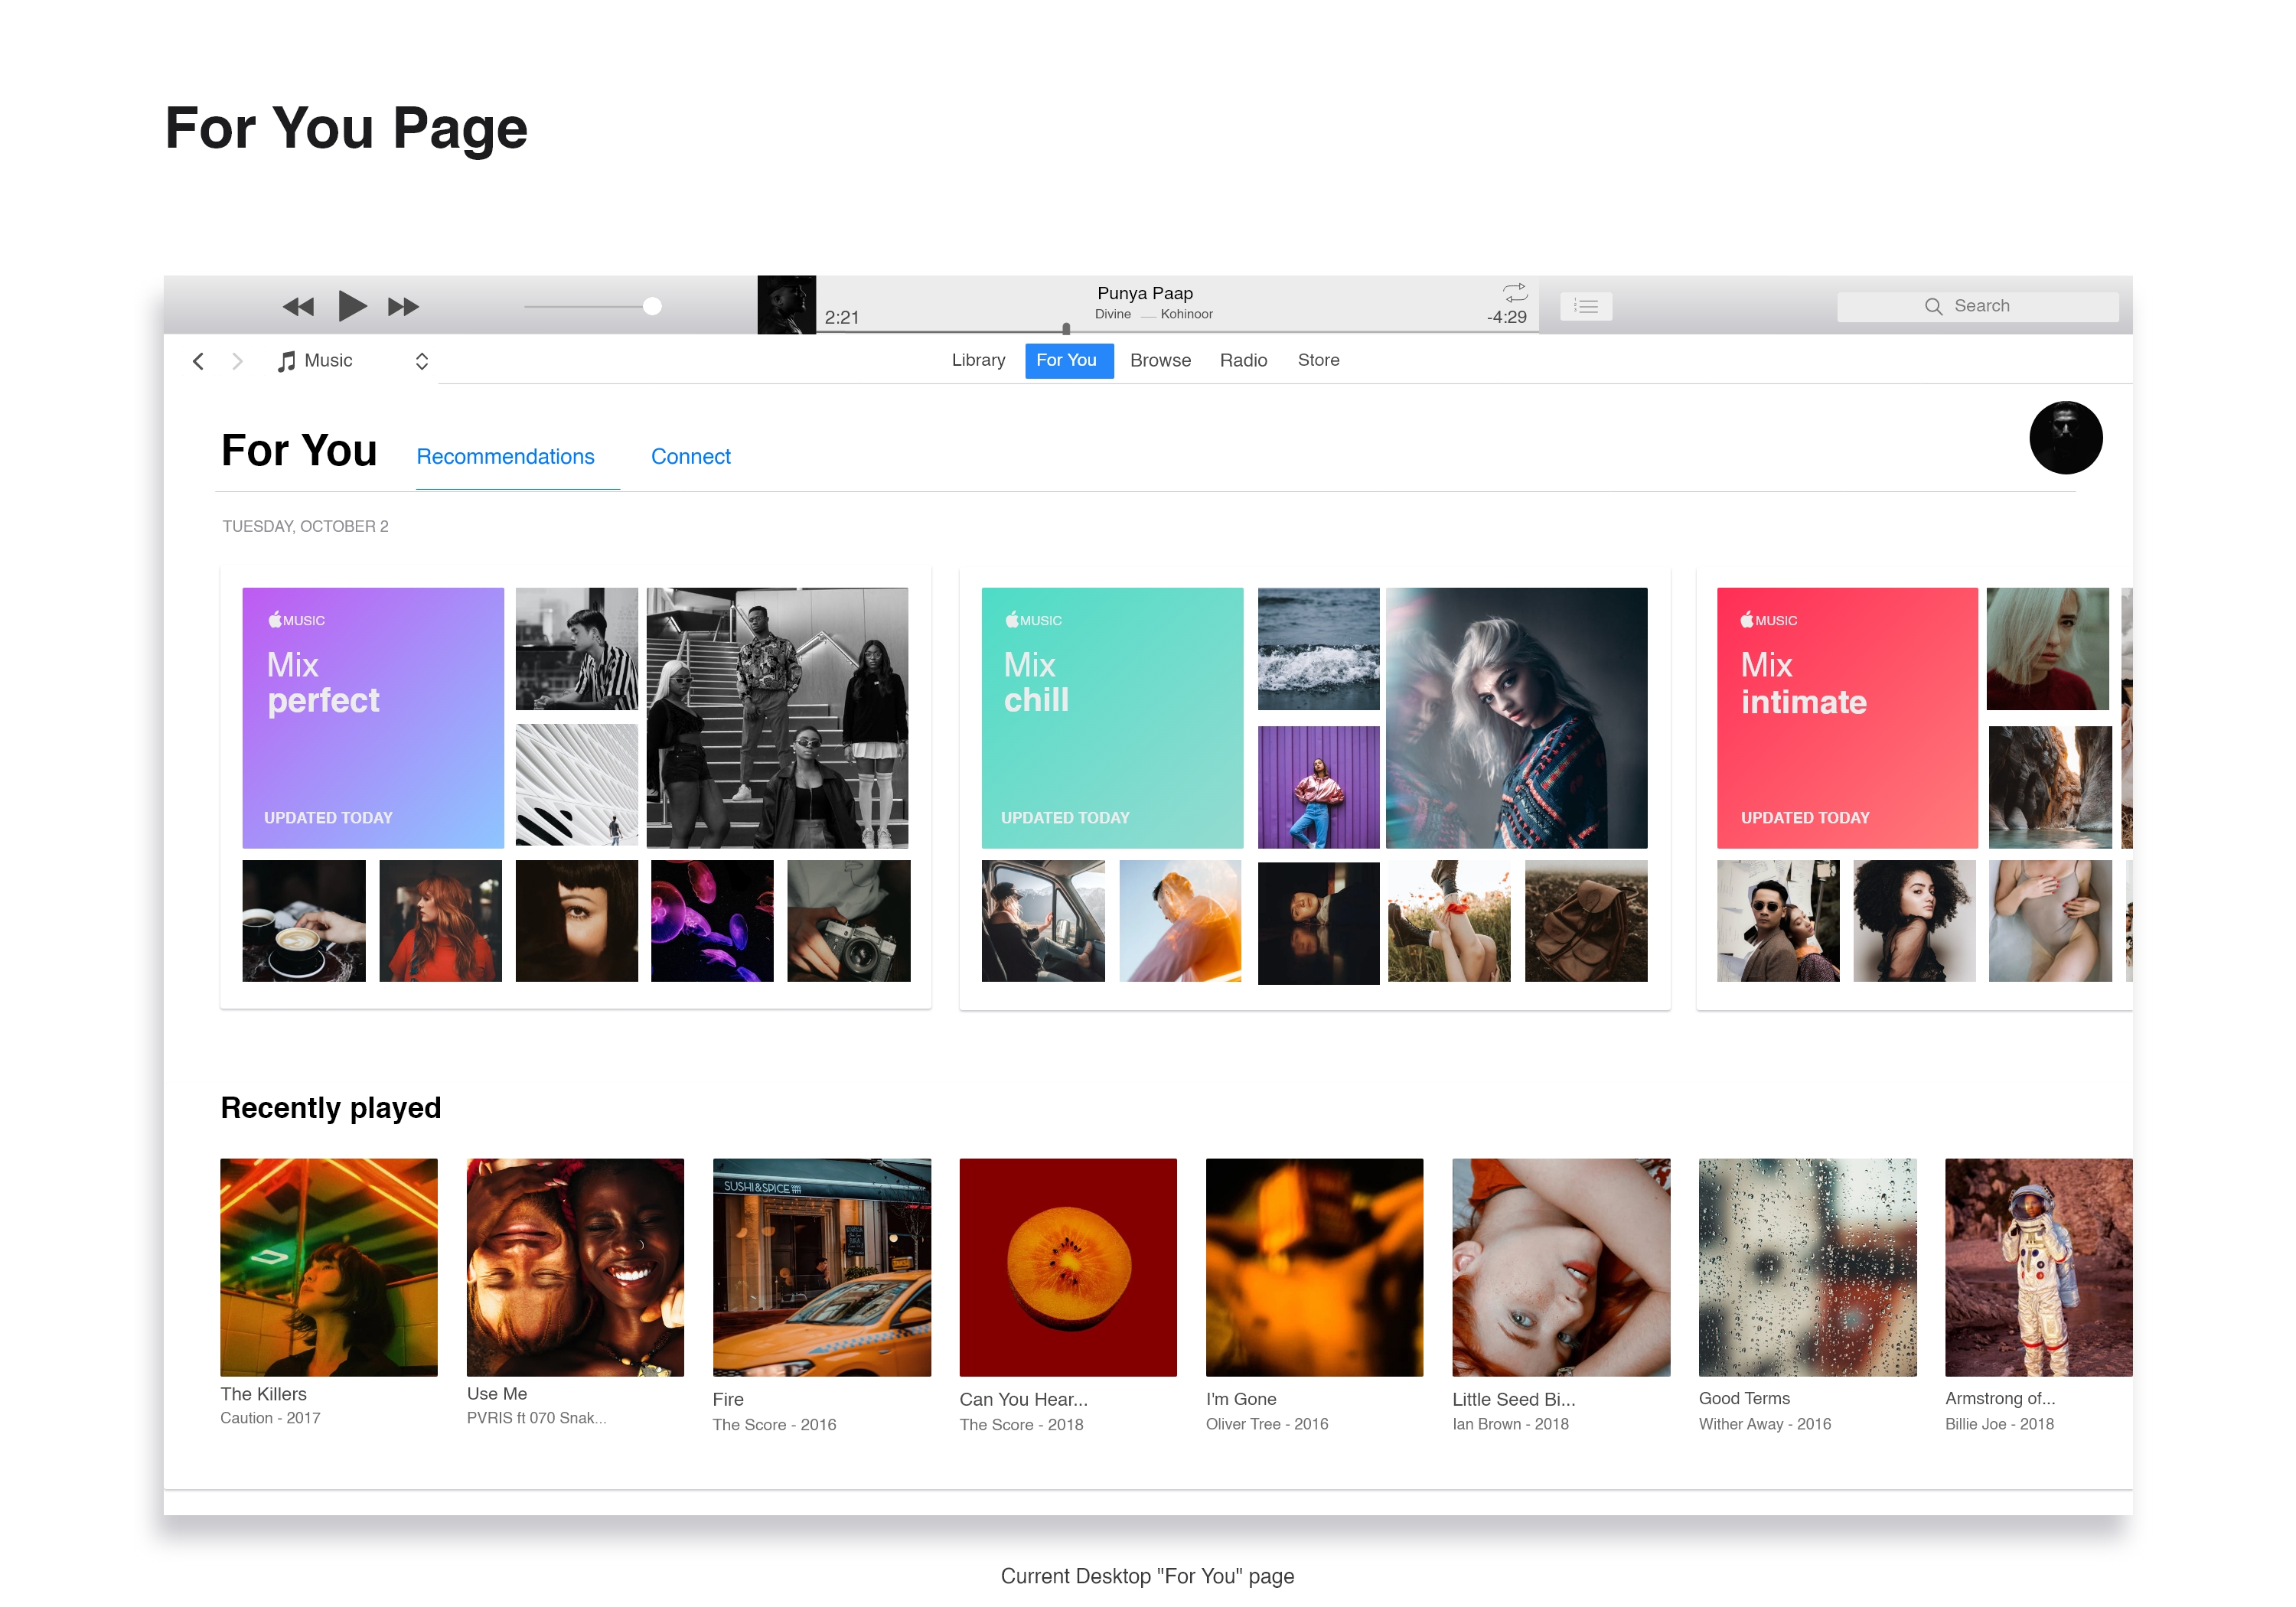 For You Page
2:21
Punya Paap
Divine — Kohinoor
-4:29
Search
Music
Library
For You
Browse
Radio
Store
For You
Recommendations
Connect
TUESDAY, OCTOBER 2
MUSIC
Mix
perfect
UPDATED TODAY
MUSIC
Mix
chill
UPDATED TODAY
MUSIC
Mix
intimate
UPDATED TODAY
Recently played
SUSHI&SPICE
The Killers
Caution - 2017
Use Me
PVRIS ft 070 Snak...
Fire
The Score - 2016
Can You Hear...
The Score - 2018
I'm Gone
Oliver Tree - 2016
Little Seed Bi...
Ian Brown - 2018
Good Terms
Wither Away - 2016
Armstrong of...
Billie Joe - 2018
Current Desktop "For You" page